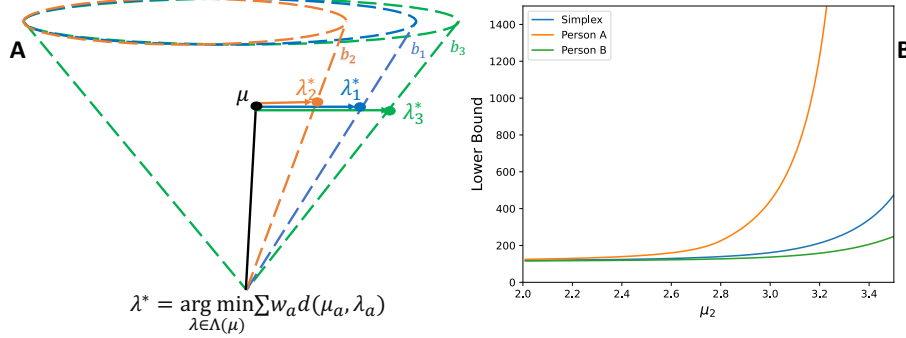 A
b₂
b₁
b₃
μ
λ₂*
λ₁*
λ₃*
λ* = arg min Σ wₐd(μₐ, λₐ)
λ∈Λ(μ)
B
Simplex
Person A
Person B
Lower Bound
1400
1200
1000
800
600
400
200
0
2.0 2.2 2.4 2.6 2.8 3.0 3.2 3.4
μ₂